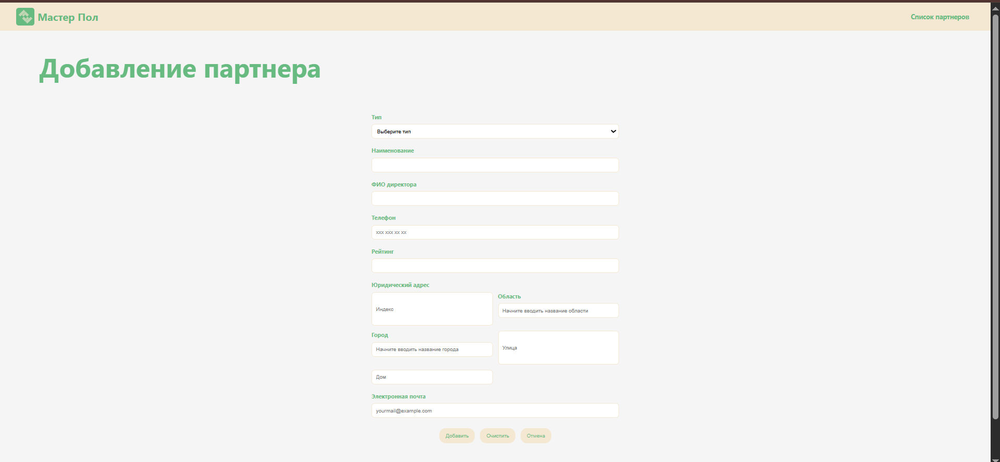 Мастер Пол
Список партнеров
Добавление партнера
Тип
Выберите тип
Наименование
ФИО директора
Телефон
xxx xxx xx xx
Рейтинг
Юридический адрес
Индекс
Область
Начните вводить название области
Город
Начните вводить название города
Улица
Дом
Электронная почта
yourmail@example.com
Добавить Очистить Отмена